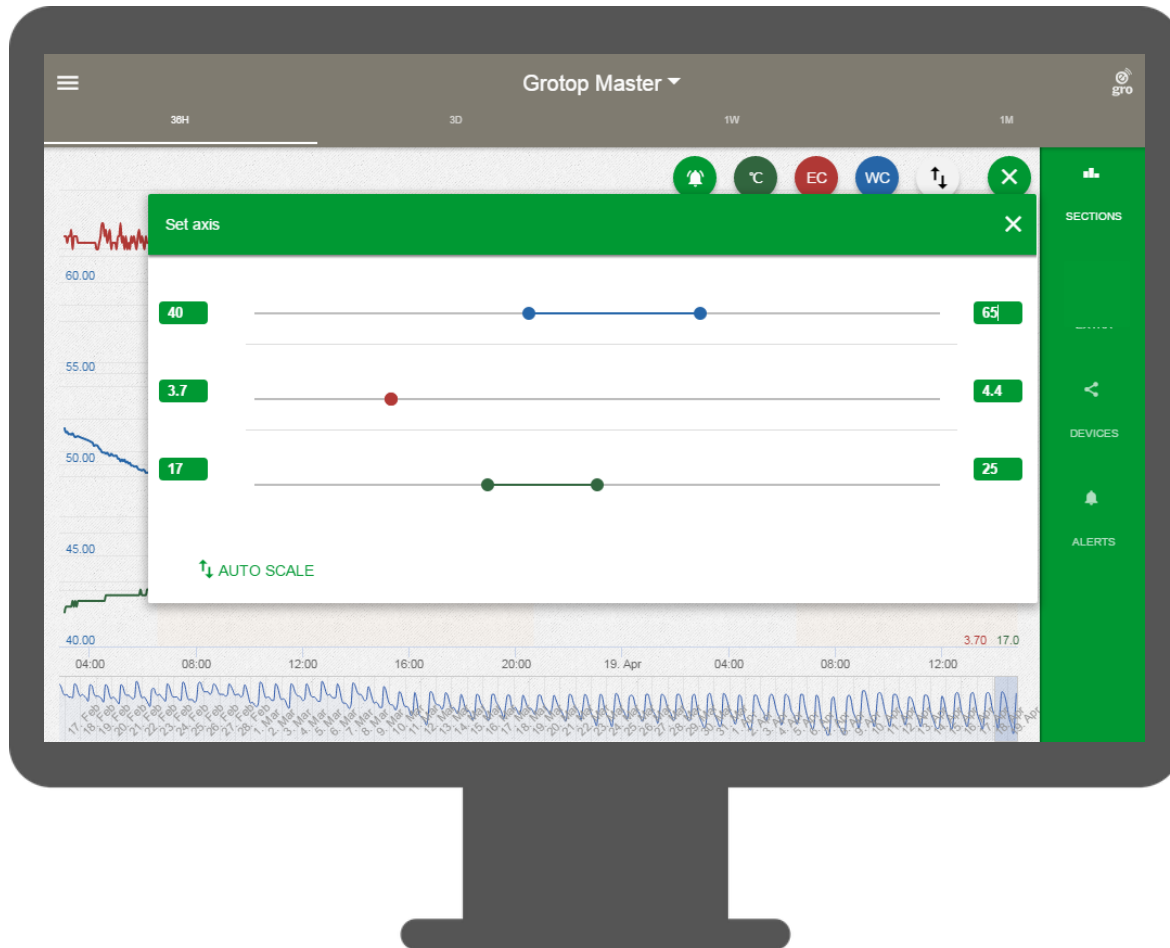 Grotop Master
gro
36H 3D 1W 1M
℃ EC WC
SECTIONS
Set axis
60.00
40 65
55.00
3.7 4.4
DEVICES
50.00
17 25
45.00
ALERTS
AUTO SCALE
40.00 3.70 17.0
04:00 08:00 12:00 16:00 20:00 19. Apr 04:00 08:00 12:00